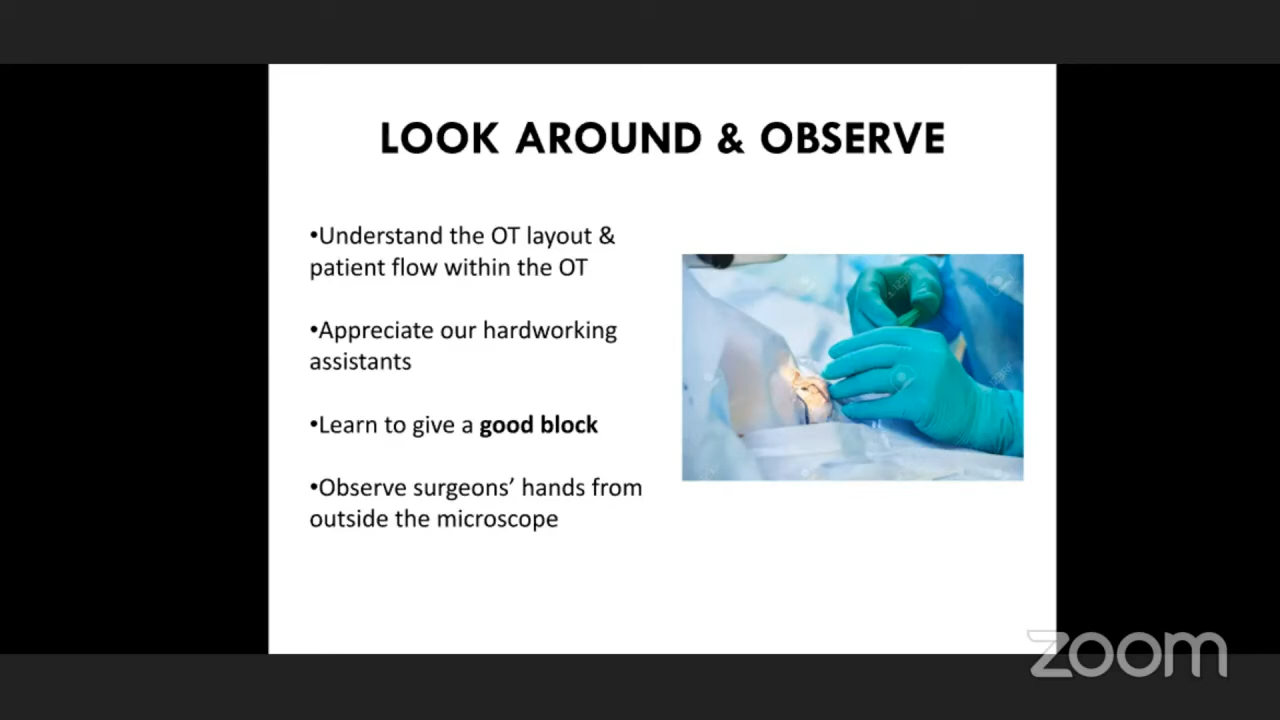 LOOK AROUND & OBSERVE
•Understand the OT layout &
patient flow within the OT
•Appreciate our hardworking
assistants
•Learn to give a good block
•Observe surgeons’ hands from
outside the microscope
zoom